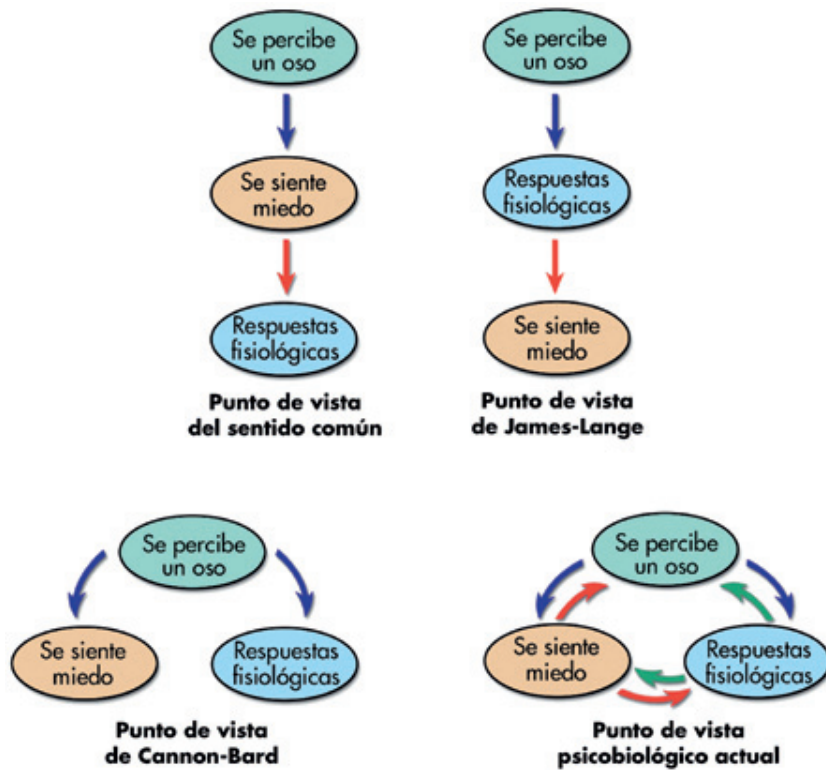 Se percibe
un oso
Se siente
miedo
Respuestas
fisiológicas
Punto de vista
del sentido común
Se percibe
un oso
Respuestas
fisiológicas
Se siente
miedo
Punto de vista
de James-Lange
Se percibe
un oso
Se siente
miedo
Respuestas
fisiológicas
Punto de vista
de Cannon-Bard
Se percibe
un oso
Se siente
miedo
Respuestas
fisiológicas
Punto de vista
psicobiológico actual